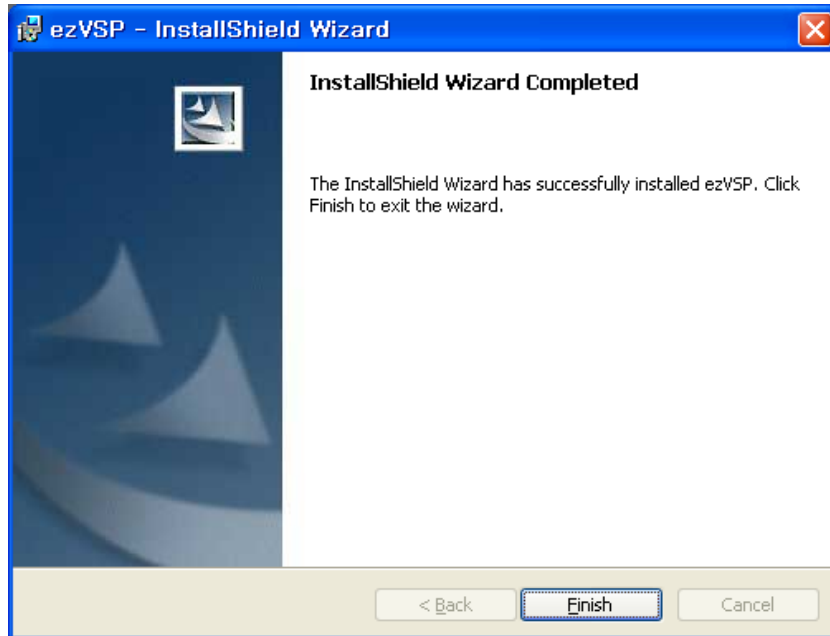 ezVSP - InstallShield Wizard
InstallShield Wizard Completed
The InstallShield Wizard has successfully installed ezVSP. Click
Finish to exit the wizard.
< Back Finish Cancel